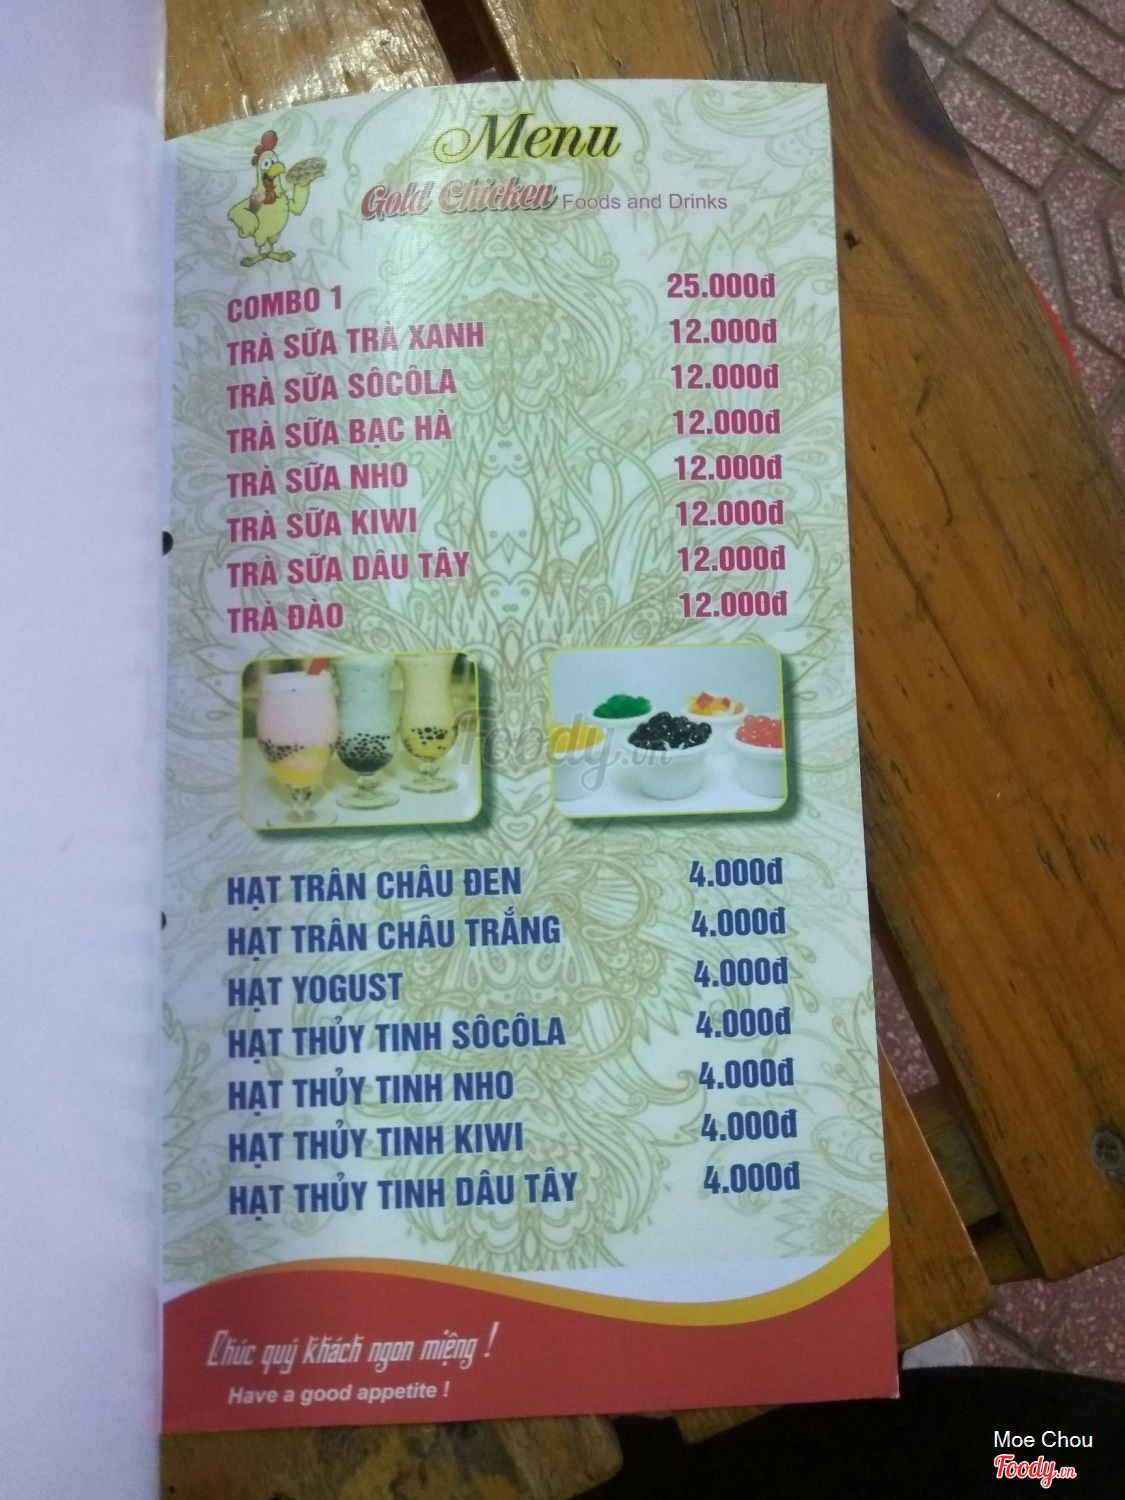 Menu
Gold Chicken Foods and Drinks
COMBO 1 25.000đ
TRÀ SỮA TRÀ XANH 12.000đ
TRÀ SỮA SÔCÔLA 12.000đ
TRÀ SỮA BẠC HÀ 12.000đ
TRÀ SỮA NHO 12.000đ
TRÀ SỮA KIWI 12.000đ
TRÀ SỮA DÂU TÂY 12.000đ
TRÀ ĐÀO 12.000đ
Foody.vn
HẠT TRÂN CHÂU ĐEN 4.000đ
HẠT TRÂN CHÂU TRẮNG 4.000đ
HẠT YOGUST 4.000đ
HẠT THỦY TINH SÔCÔLA 4.000đ
HẠT THỦY TINH NHO 4.000đ
HẠT THỦY TINH KIWI 4.000đ
HẠT THỦY TINH DÂU TÂY 4.000đ
Chúc quý khách ngon miệng !
Have a good appetite !
Moe Chou
Foody.vn